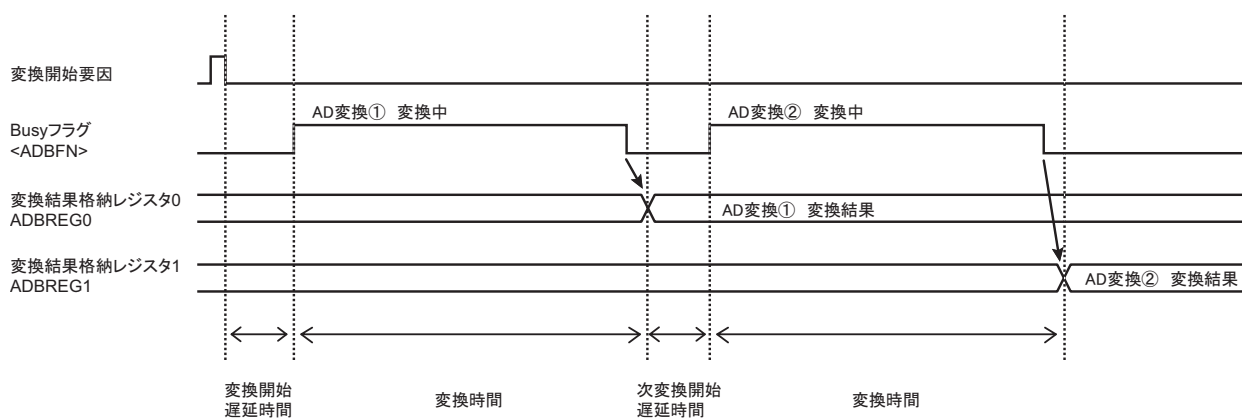 変換開始要因
AD変換① 変換中
AD変換② 変換中
Busyフラグ
<ADBFN>
変換結果格納レジスタ0
ADBREG0
AD変換① 変換結果
変換結果格納レジスタ1
ADBREG1
AD変換② 変換結果
変換開始
遅延時間
変換時間
次変換開始
遅延時間
変換時間